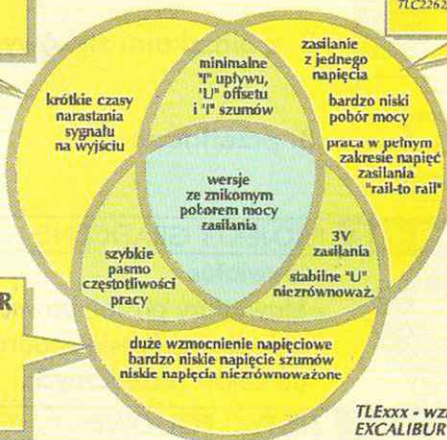 TLC2262
minimalne
"I" upływu,
"U" offsetu
i "I" szumów
zasilanie
z jednego
napięcia
bardzo niski
pobór mocy
praca w pełnym
zakresie napięć
zasilania
"rail-to rail"
krótkie czasy
narastania
sygnału
na wyjściu
wersje
ze znikomym
poborem mocy
zasilania
szybkie
pasmo
częstotliwości
pracy
3V
zasilania
stabilne "U"
niezrównoważ.
R
duże wzmocnienie napięciowe
bardzo niskie napięcie szumów
niskie napięcia niezrównoważone
TLExxx - wz
EXCALIBUR